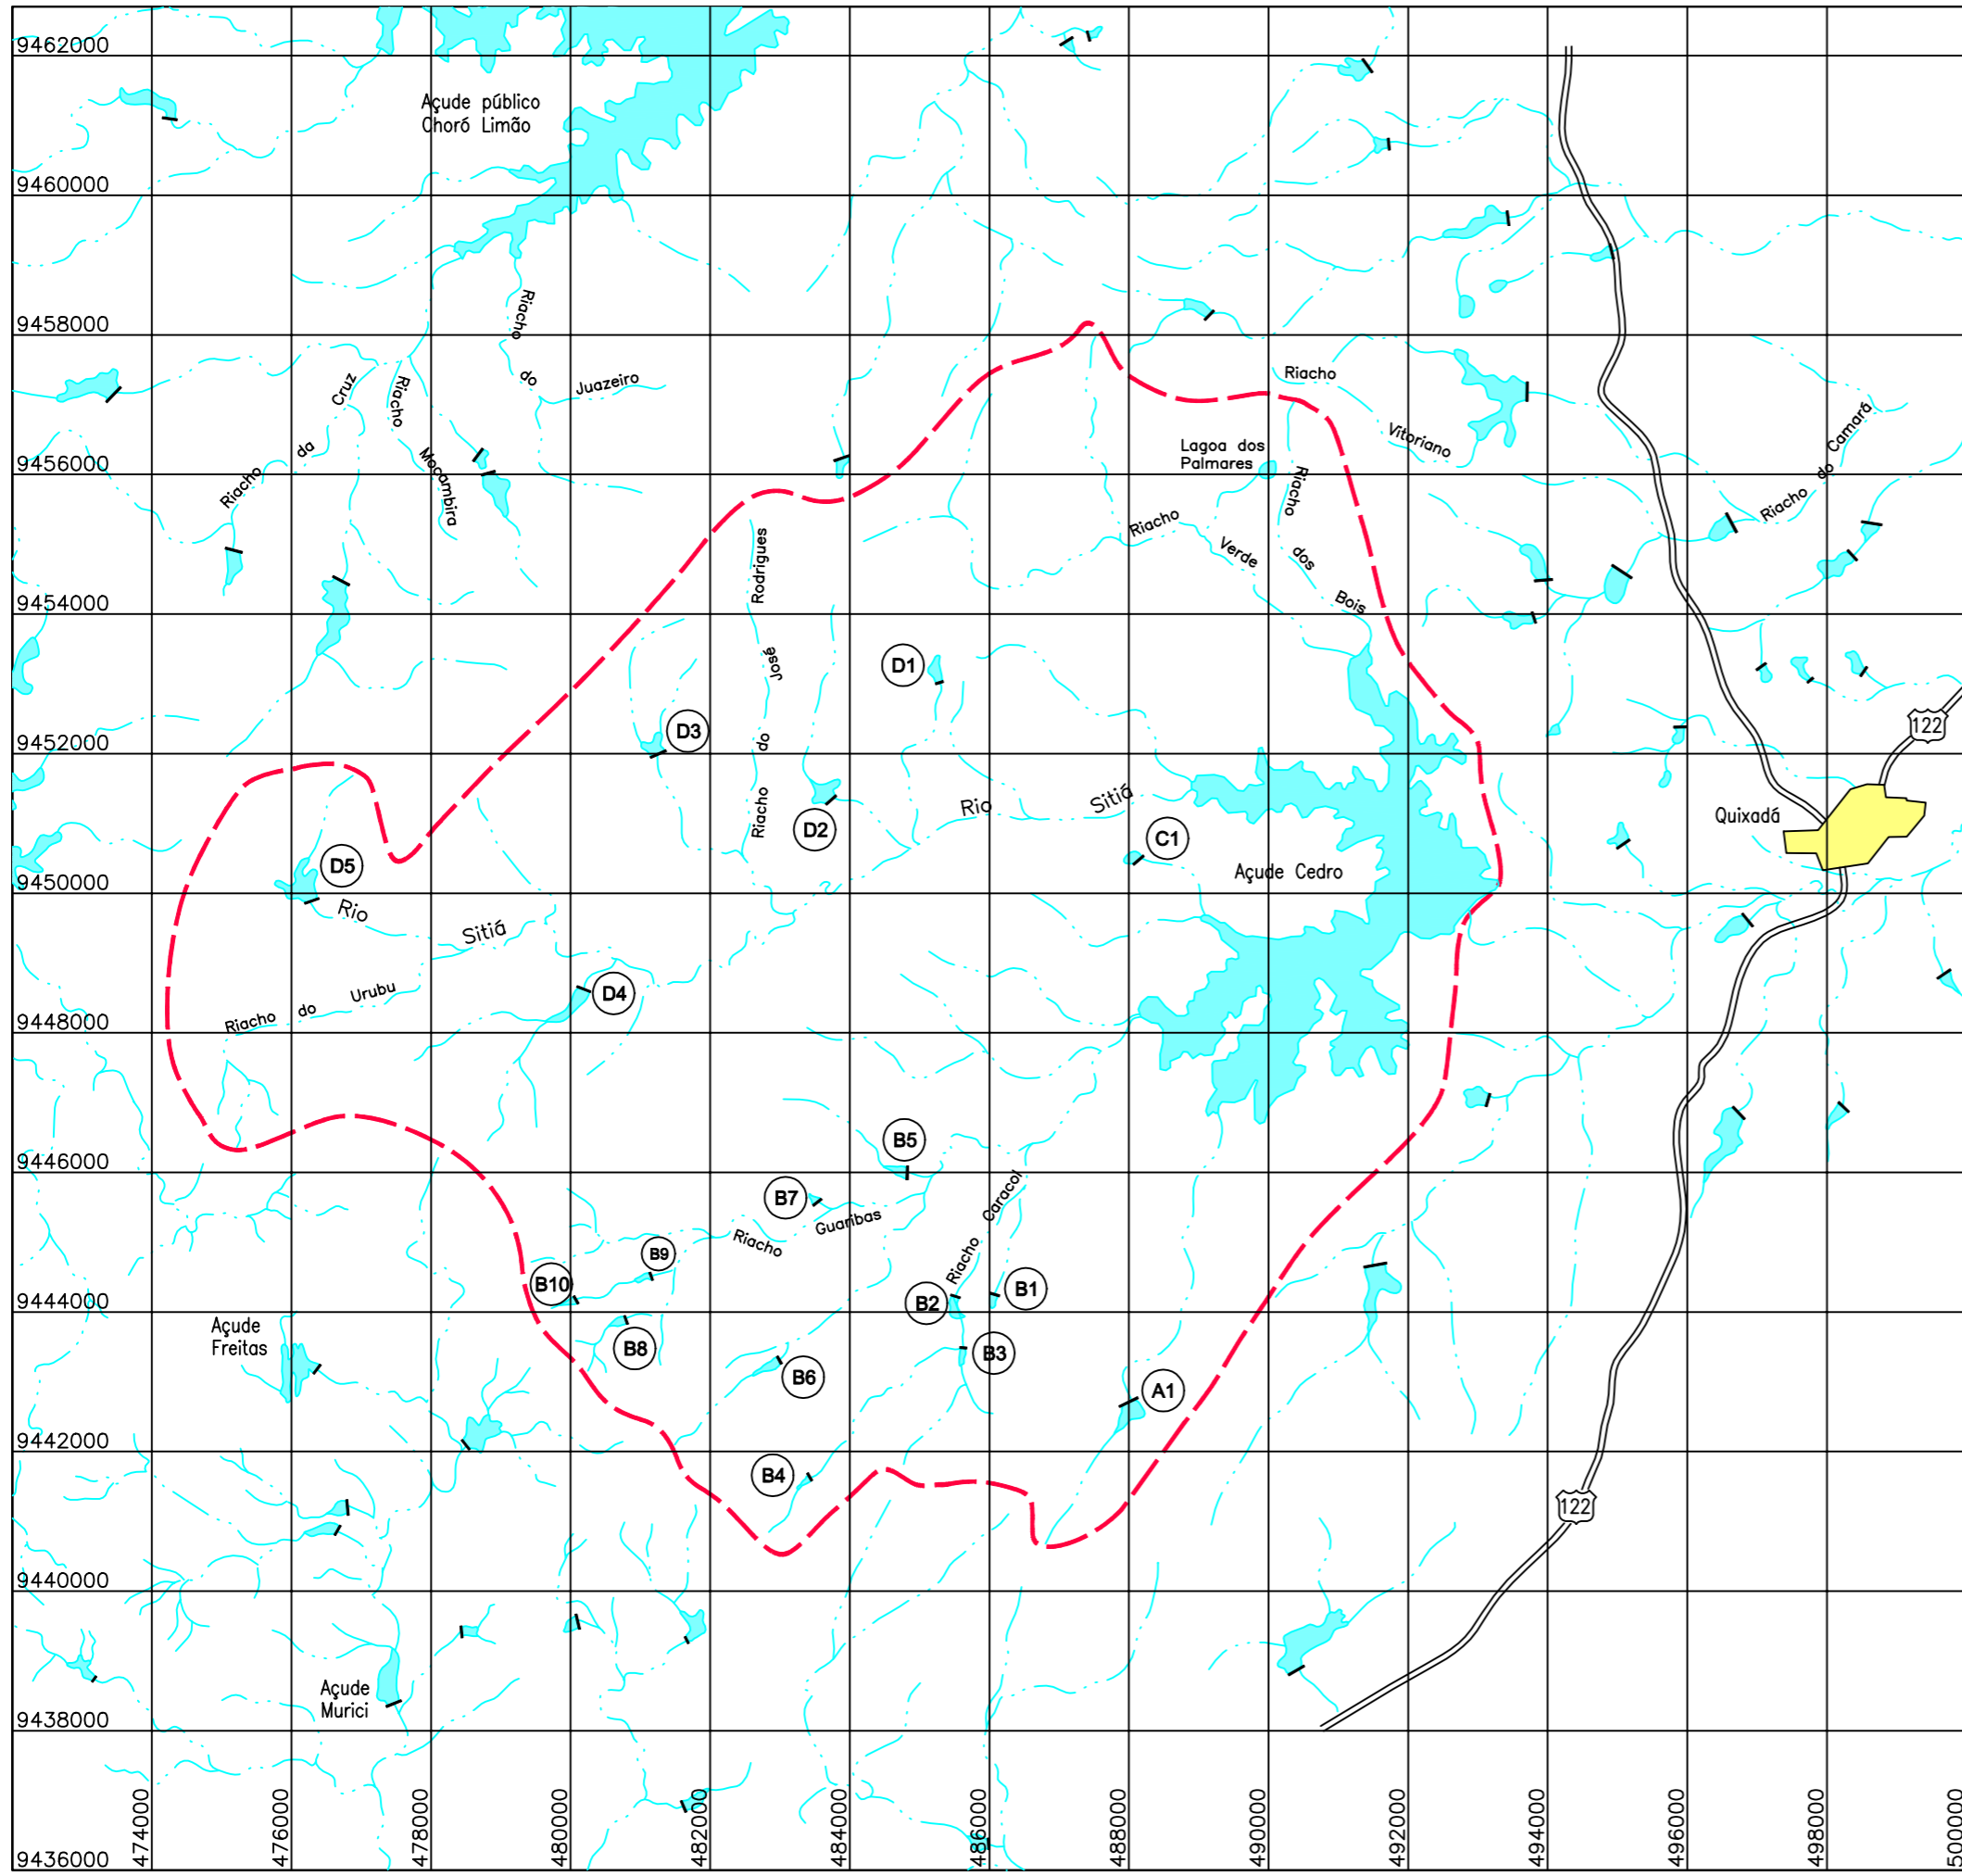 9462000
Açude público
Choró Limão
9460000
Riacho
do
Juazeiro
9458000
Riacho
da
Cruz
Riacho
Mocambira
Riacho
Vitoriano
Lagoa dos
Palmares
9456000
Riacho
dos
Bois
Riacho
Verde
Riacho
do
Camará
9454000
Riacho
do
José
Rodrigues
D1
D3
122
9452000
D2
Rio
Sitiá
C1
Quixadá
Açude Cedro
D5
9450000
Rio
Sitiá
D4
Riacho
do
Urubu
9448000
B5
9446000
B7
Riacho
Guaribas
Riacho
Caracol
B9
B10
B1
B2
9444000
Açude
Freitas
B8
B3
B6
A1
9442000
B4
122
9440000
Açude
Murici
9438000
9436000
474000
476000
478000
480000
482000
484000
486000
488000
490000
492000
494000
496000
498000
500000